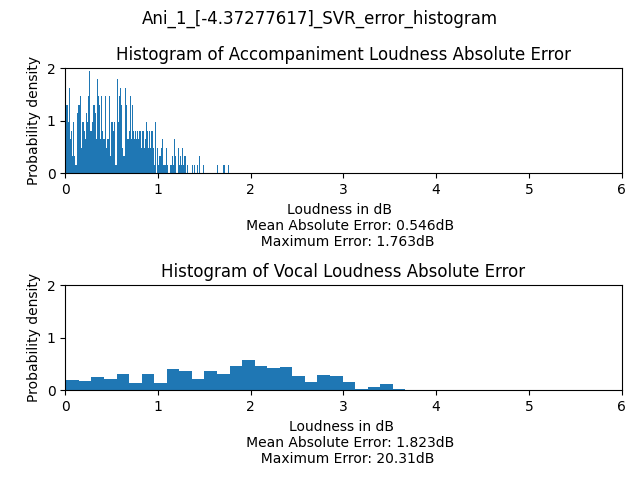 Ani_1_[-4.37277617]_SVR_error_histogram
Histogram of Accompaniment Loudness Absolute Error
Probability density
2
1
0
0 1 2 3 4 5 6
Loudness in dB
Mean Absolute Error: 0.546dB
Maximum Error: 1.763dB
Histogram of Vocal Loudness Absolute Error
Probability density
2
1
0
0 1 2 3 4 5 6
Loudness in dB
Mean Absolute Error: 1.823dB
Maximum Error: 20.31dB